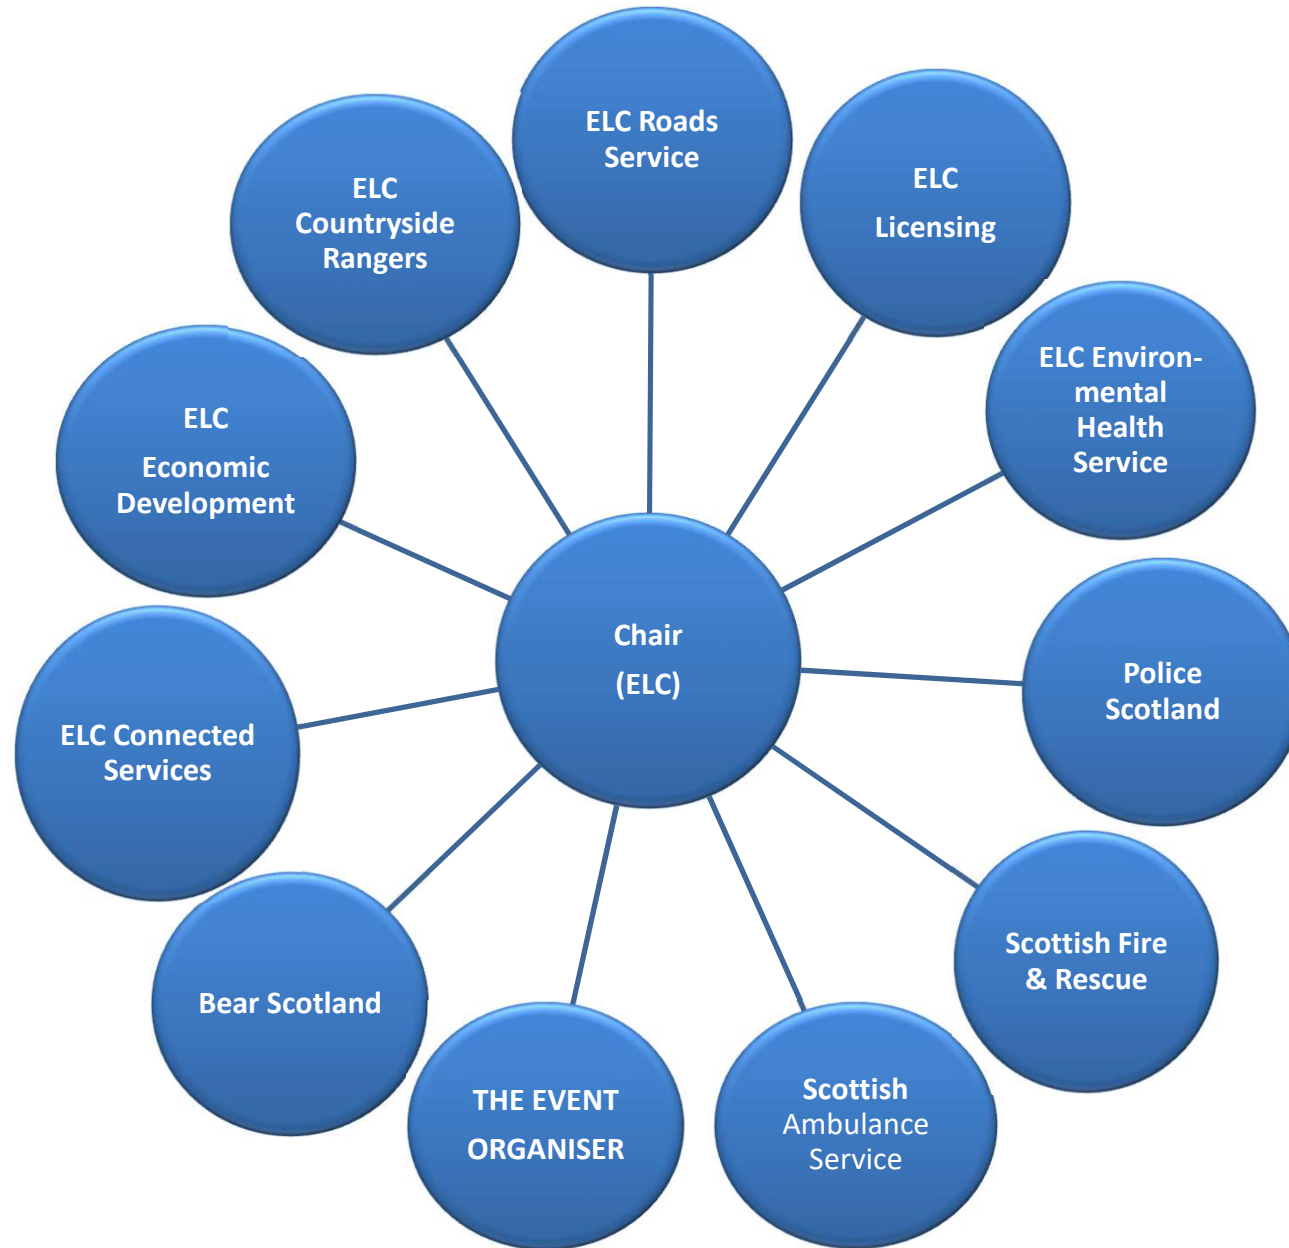 ELC Roads
Service
ELC
Licensing
ELC Environ-
mental
Health
Service
Police
Scotland
Scottish Fire
& Rescue
Scottish
Ambulance
Service
THE EVENT
ORGANISER
Bear Scotland
ELC Connected
Services
ELC
Economic
Development
ELC
Countryside
Rangers
Chair
(ELC)